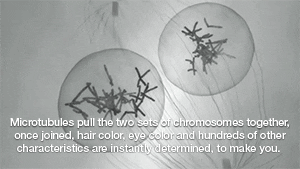 Microtubules pull the two sets of chromosomes together,
once joined, hair color, eye color and hundreds of other
characteristics are instantly determined, to make you.